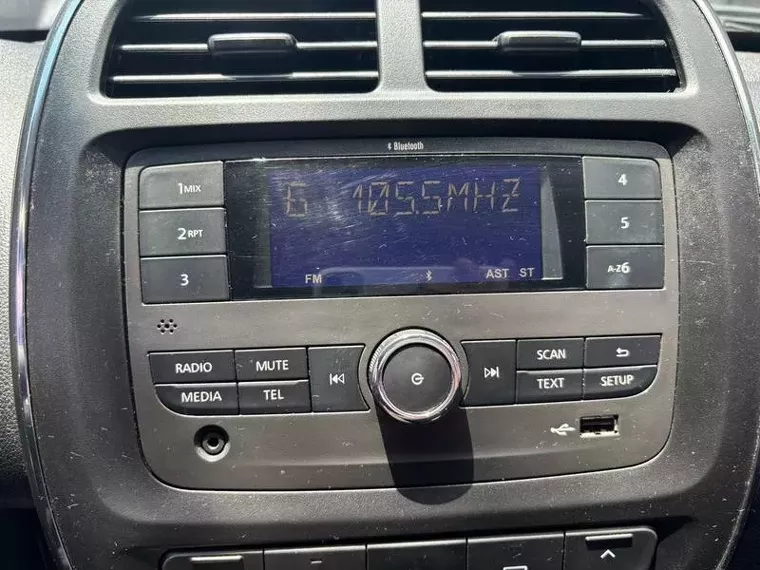 Bluetooth
1MIX
6 105.5MHZ
4
2RPT
5
3
FM AST ST
A-Z6
RADIO MUTE SCAN
MEDIA TEL TEXT SETUP